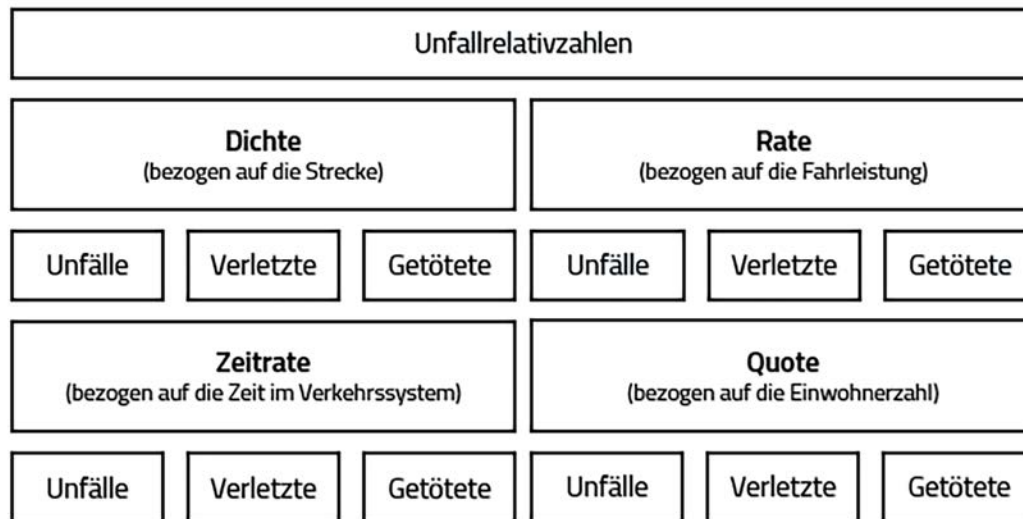 Unfallrelativzahlen
Dichte
(bezogen auf die Strecke)
Rate
(bezogen auf die Fahrleistung)
Unfälle
Verletzte
Getötete
Unfälle
Verletzte
Getötete
Zeitrate
(bezogen auf die Zeit im Verkehrssystem)
Quote
(bezogen auf die Einwohnerzahl)
Unfälle
Verletzte
Getötete
Unfälle
Verletzte
Getötete